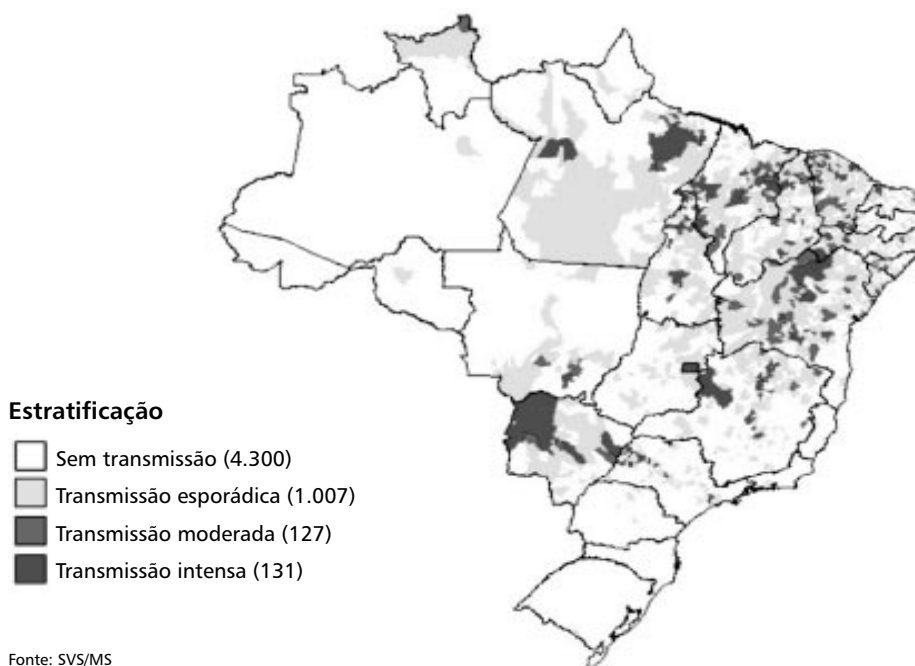 Estratificação
Sem transmissão (4.300)
Transmissão esporádica (1.007)
Transmissão moderada (127)
Transmissão intensa (131)
Fonte: SVS/MS